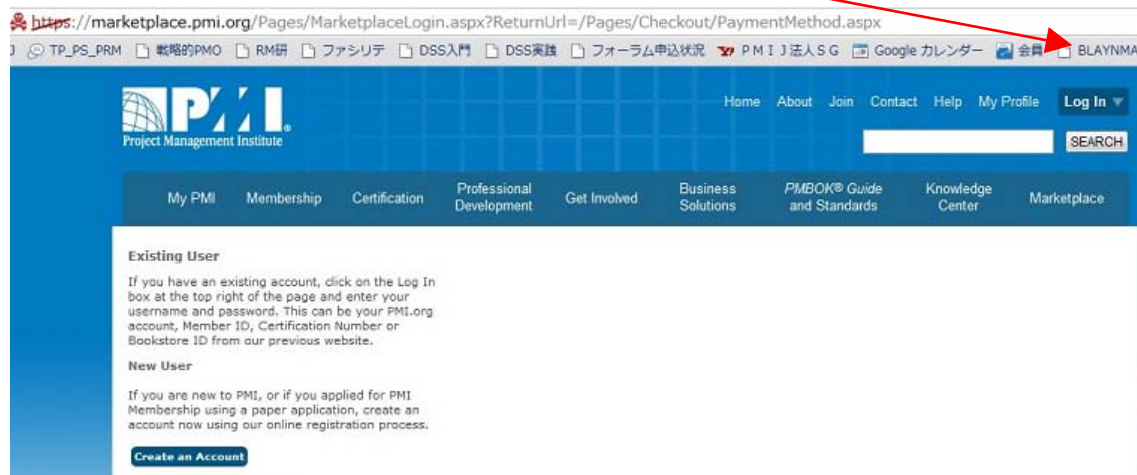 https://marketplace.pmi.org/Pages/MarketplaceLogin.aspx?ReturnUrl=/Pages/Checkout/PaymentMethod.aspx
TP_PS_PRM 戦略的PMO RM研 ファシリテ DSS入門 DSS実践 フォーラム申込状況 PMIJ法人SG Google カレンダー 会員 BLAYNMA
PMI
Project Management Institute
Home About Join Contact Help My Profile Log In
SEARCH
My PMI Membership Certification Professional Development Get Involved Business Solutions PMBOK® Guide and Standards Knowledge Center Marketplace
Existing User
If you have an existing account, click on the Log In
box at the top right of the page and enter your
username and password. This can be your PMI.org
account, Member ID, Certification Number or
Bookstore ID from our previous website.
New User
If you are new to PMI, or if you applied for PMI
Membership using a paper application, create an
account now using our online registration process.
Create an Account